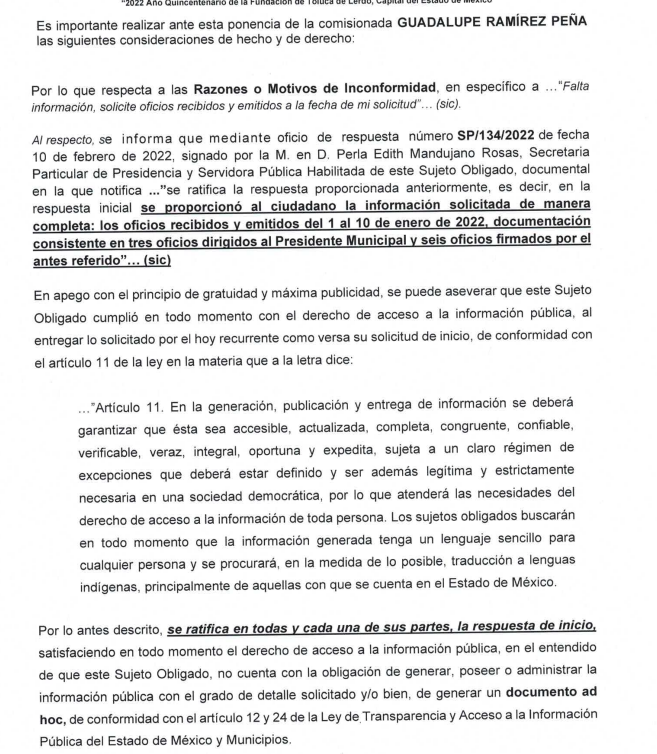 "2022 Año Quincentenario de la Fundación de Toluca de Lerdo, Capital del Estado de México"
Es importante realizar ante esta ponencia de la comisionada GUADALUPE RAMÍREZ PEÑA
las siguientes consideraciones de hecho y de derecho:
Por lo que respecta a las Razones o Motivos de Inconformidad, en específico a ..."Falta
información, solicite oficios recibidos y emitidos a la fecha de mi solicitud"... (sic).
Al respecto, se informa que mediante oficio de respuesta número SP/134/2022 de fecha
10 de febrero de 2022, signado por la M. en D. Perla Edith Mandujano Rosas, Secretaria
Particular de Presidencia y Servidora Pública Habilitada de este Sujeto Obligado, documental
en la que notifica ..."se ratifica la respuesta proporcionada anteriormente, es decir, en la
respuesta inicial se proporcionó al ciudadano la información solicitada de manera
completa: los oficios recibidos y emitidos del 1 al 10 de enero de 2022, documentación
consistente en tres oficios dirigidos al Presidente Municipal y seis oficios firmados por el
antes referido"... (sic)
En apego con el principio de gratuidad y máxima publicidad, se puede aseverar que este Sujeto
Obligado cumplió en todo momento con el derecho de acceso a la información pública, al
entregar lo solicitado por el hoy recurrente como versa su solicitud de inicio, de conformidad con
el artículo 11 de la ley en la materia que a la letra dice:
..."Artículo 11. En la generación, publicación y entrega de información se deberá
garantizar que ésta sea accesible, actualizada, completa, congruente, confiable,
verificable, veraz, integral, oportuna y expedita, sujeta a un claro régimen de
excepciones que deberá estar definido y ser además legítima y estrictamente
necesaria en una sociedad democrática, por lo que atenderá las necesidades del
derecho de acceso a la información de toda persona. Los sujetos obligados buscarán
en todo momento que la información generada tenga un lenguaje sencillo para
cualquier persona y se procurará, en la medida de lo posible, traducción a lenguas
indígenas, principalmente de aquellas con que se cuenta en el Estado de México.
Por lo antes descrito, se ratifica en todas y cada una de sus partes, la respuesta de inicio,
satisfaciendo en todo momento el derecho de acceso a la información pública, en el entendido
de que este Sujeto Obligado, no cuenta con la obligación de generar, poseer o administrar la
información pública con el grado de detalle solicitado y/o bien, de generar un documento ad
hoc, de conformidad con el artículo 12 y 24 de la Ley de Transparencia y Acceso a la Información
Pública del Estado de México y Municipios.